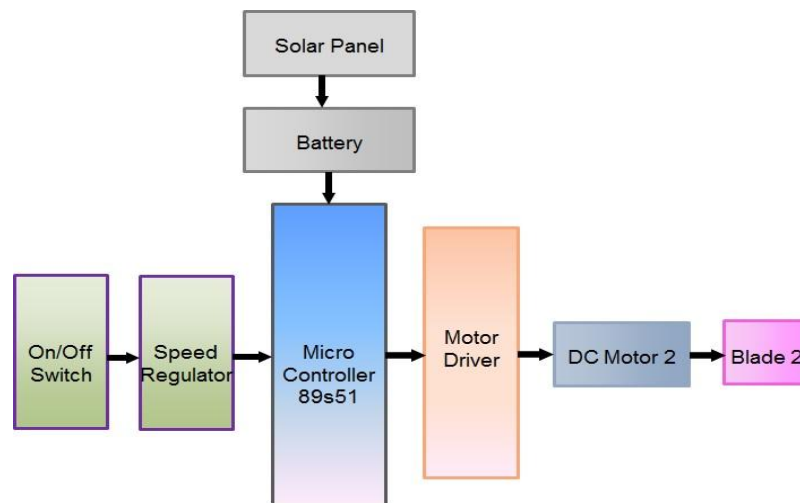 Solar Panel
Battery
On/Off
Switch
Speed
Regulator
Micro
Controller
89s51
Motor
Driver
DC Motor 2
Blade 2